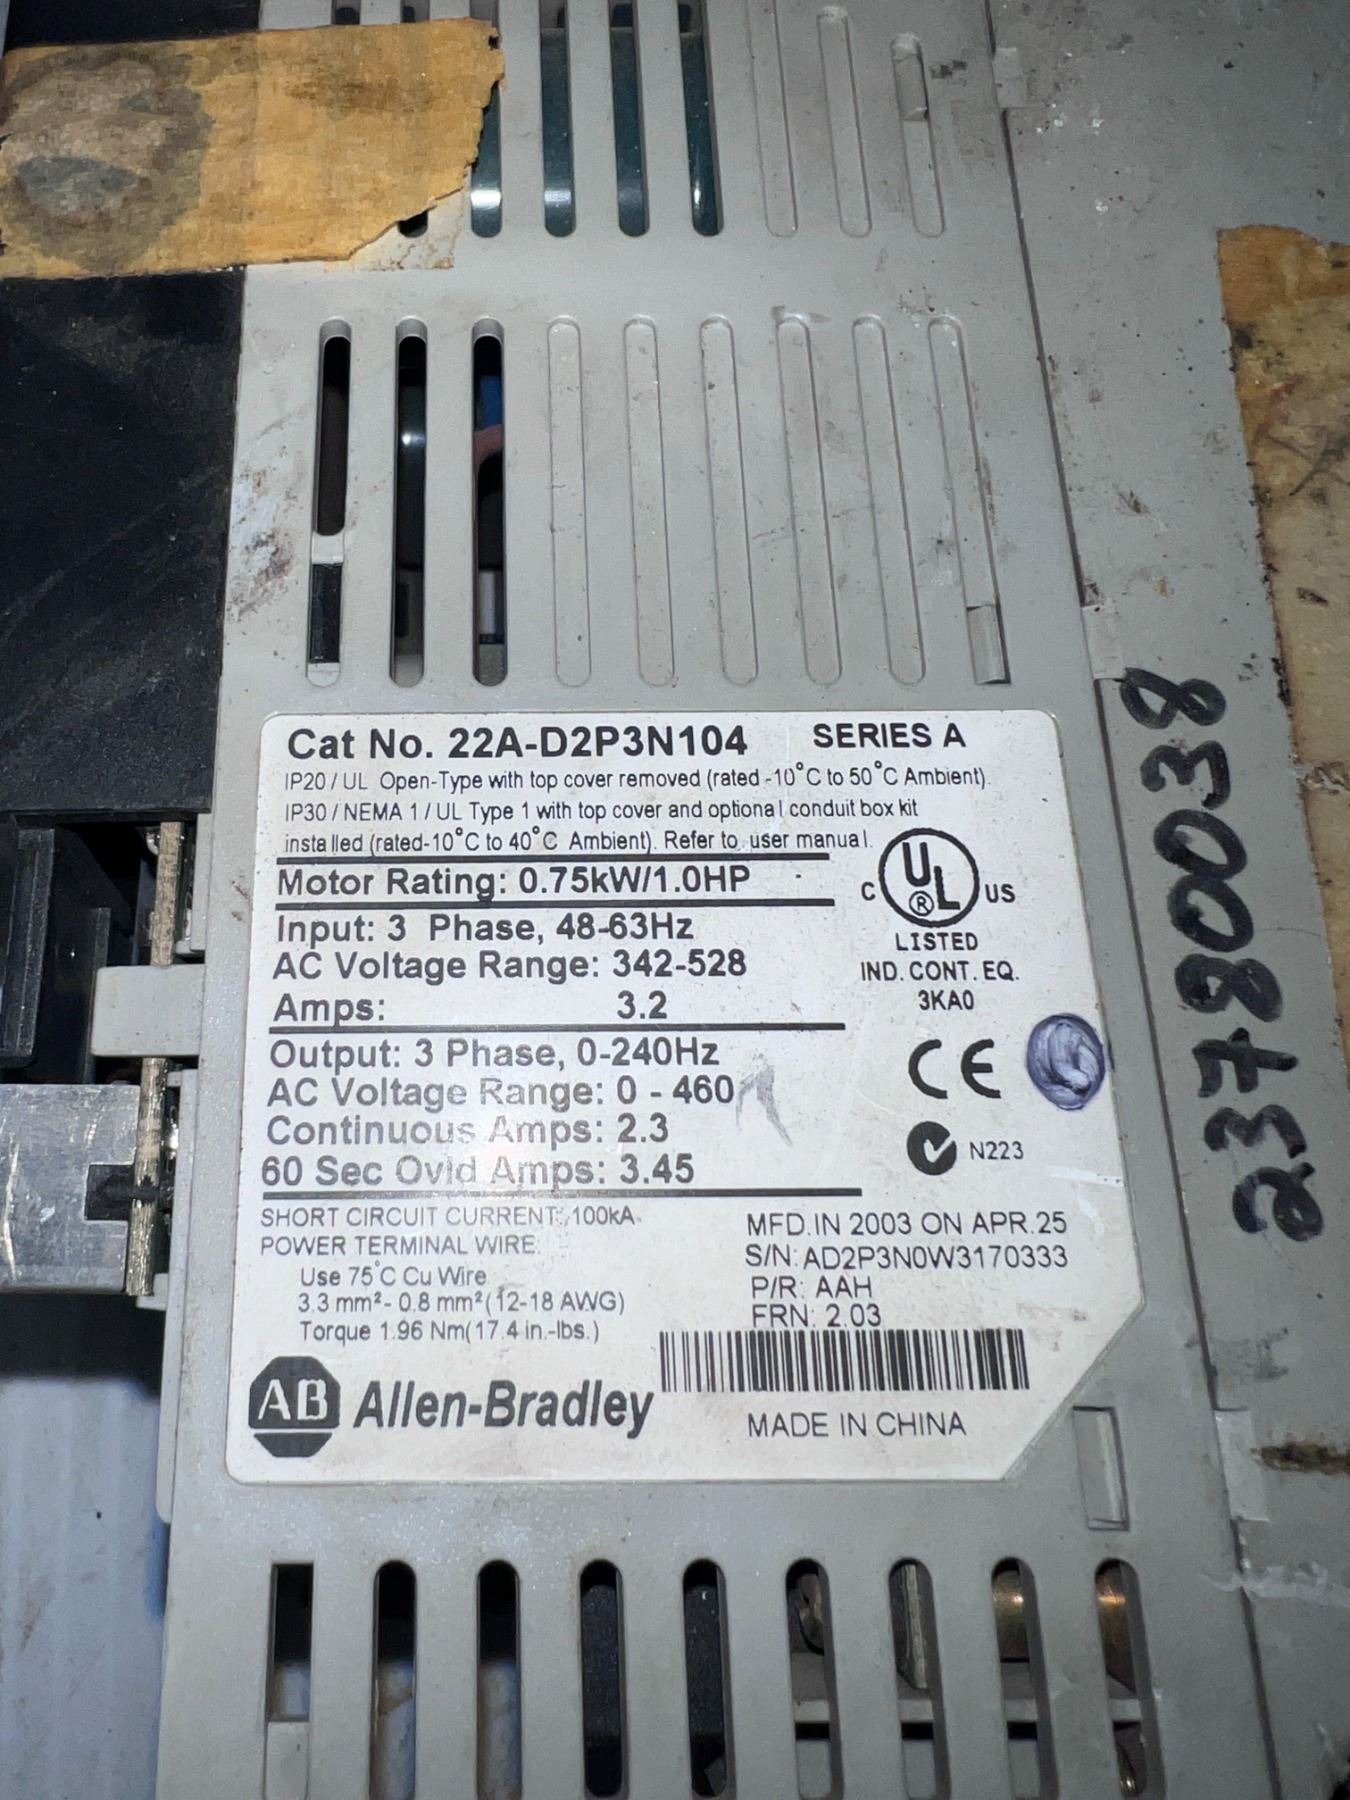 Cat No. 22A-D2P3N104 SERIES A
IP20 / UL Open-Type with top cover removed (rated -10°C to 50°C Ambient).
IP30 / NEMA 1 / UL Type 1 with top cover and optional conduit box kit
installed (rated-10°C to 40°C Ambient). Refer to user manual.
Motor Rating: 0.75kW/1.0HP
Input: 3 Phase, 48-63Hz
AC Voltage Range: 342-528
Amps: 3.2
C UL ® US
LISTED
IND. CONT. EQ.
3KA0
Output: 3 Phase, 0-240Hz
AC Voltage Range: 0 - 460
Continuous Amps: 2.3
60 Sec Ovld Amps: 3.45
CE
N223
SHORT CIRCUIT CURRENT: 100kA
POWER TERMINAL WIRE:
Use 75°C Cu Wire
3.3 mm² - 0.8 mm² (12-18 AWG)
Torque 1.96 Nm(17.4 in.-lbs.)
MFD. IN 2003 ON APR.25
S/N: AD2P3N0W3170333
P/R: AAH
FRN: 2.03
AB Allen-Bradley
MADE IN CHINA
23780038